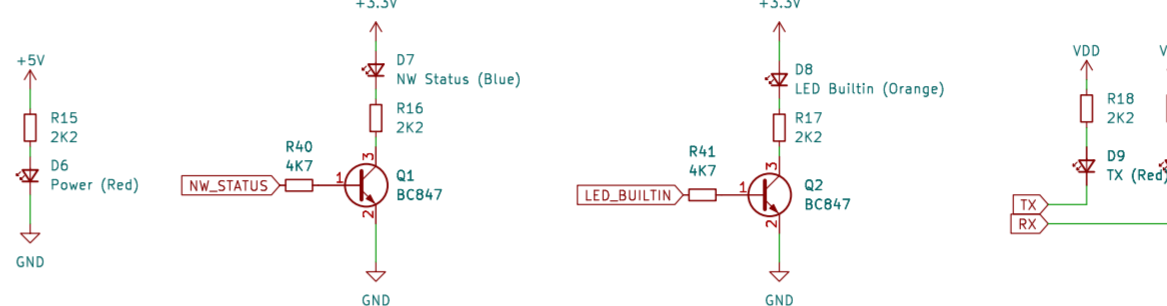 +5V
R15
2K2
D6
Power (Red)
GND
+3.3V
D7
NW Status (Blue)
R16
2K2
R40
4K7
NW_STATUS
1
3
2
Q1
BC847
GND
+3.3V
D8
LED Builtin (Orange)
R17
2K2
R41
4K7
LED_BUILTIN
1
3
2
Q2
BC847
GND
VDD
R18
2K2
D9
TX (Red)
TX
RX